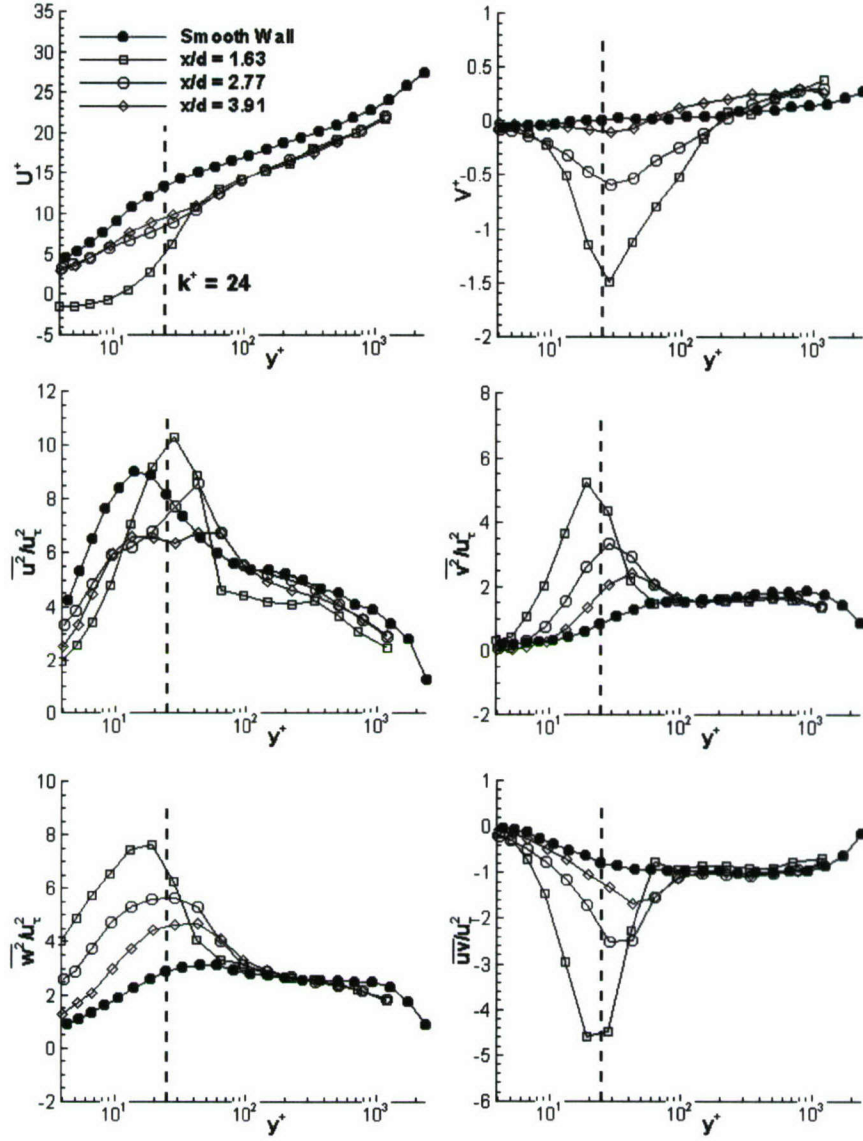 35
30
25
20
15
10
5
0
-5
U+
Smooth Wall
x/d = 1.63
x/d = 2.77
x/d = 3.91
k+ = 24
10¹ 10² 10³
y+
1
0.5
0
-0.5
-1
-1.5
-2
V+
10¹ 10² 10³
y+
12
10
8
6
4
2
0
u²/u²τ
10¹ 10² 10³
y+
8
6
4
2
0
-2
v²/u²τ
10¹ 10² 10³
y+
10
8
6
4
2
0
-2
w²/u²τ
10¹ 10² 10³
y+
1
0
-1
-2
-3
-4
-5
-6
uv/u²τ
10¹ 10² 10³
y+